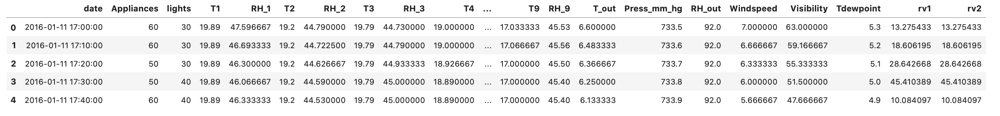 date Appliances lights T1 RH_1 T2 RH_2 T3 RH_3 T4 ... T9 RH_9 T_out Press_mm_hg RH_out Windspeed Visibility Tdewpoint rv1 rv2
0 2016-01-11 17:00:00 60 30 19.89 47.596667 19.2 44.790000 19.79 44.730000 19.000000 ... 17.033333 45.53 6.600000 733.5 92.0 7.000000 63.000000 5.3 13.275433 13.275433
1 2016-01-11 17:10:00 60 30 19.89 46.693333 19.2 44.722500 19.79 44.790000 19.000000 ... 17.066667 45.56 6.483333 733.6 92.0 6.666667 59.166667 5.2 18.606195 18.606195
2 2016-01-11 17:20:00 50 30 19.89 46.300000 19.2 44.626667 19.79 44.933333 18.926667 ... 17.000000 45.50 6.366667 733.7 92.0 6.333333 55.333333 5.1 28.642668 28.642668
3 2016-01-11 17:30:00 50 40 19.89 46.066667 19.2 44.590000 19.79 45.000000 18.890000 ... 17.000000 45.40 6.250000 733.8 92.0 6.000000 51.500000 5.0 45.410389 45.410389
4 2016-01-11 17:40:00 60 40 19.89 46.333333 19.2 44.530000 19.79 45.000000 18.890000 ... 17.000000 45.40 6.133333 733.9 92.0 5.666667 47.666667 4.9 10.084097 10.084097